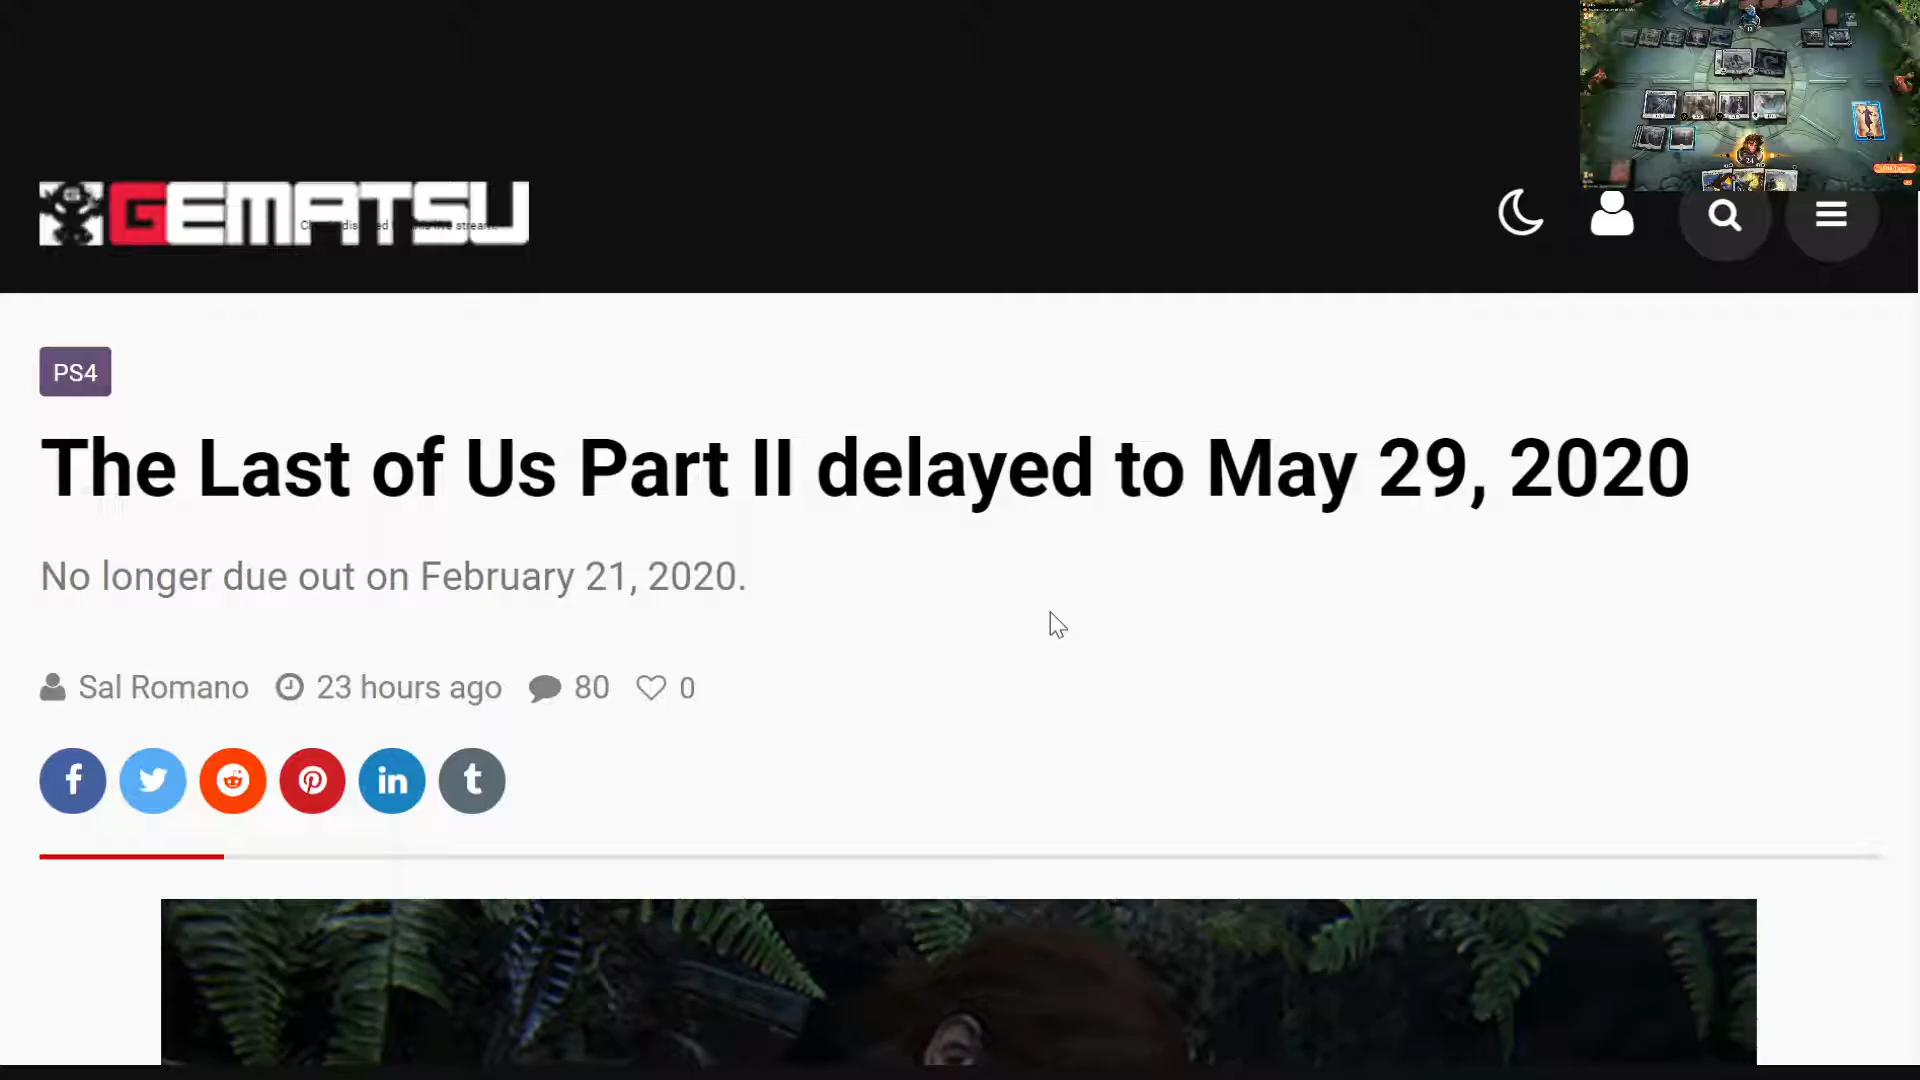 GEMATSU
PS4
The Last of Us Part II delayed to May 29, 2020
No longer due out on February 21, 2020.
Sal Romano 23 hours ago 80 0
f in t